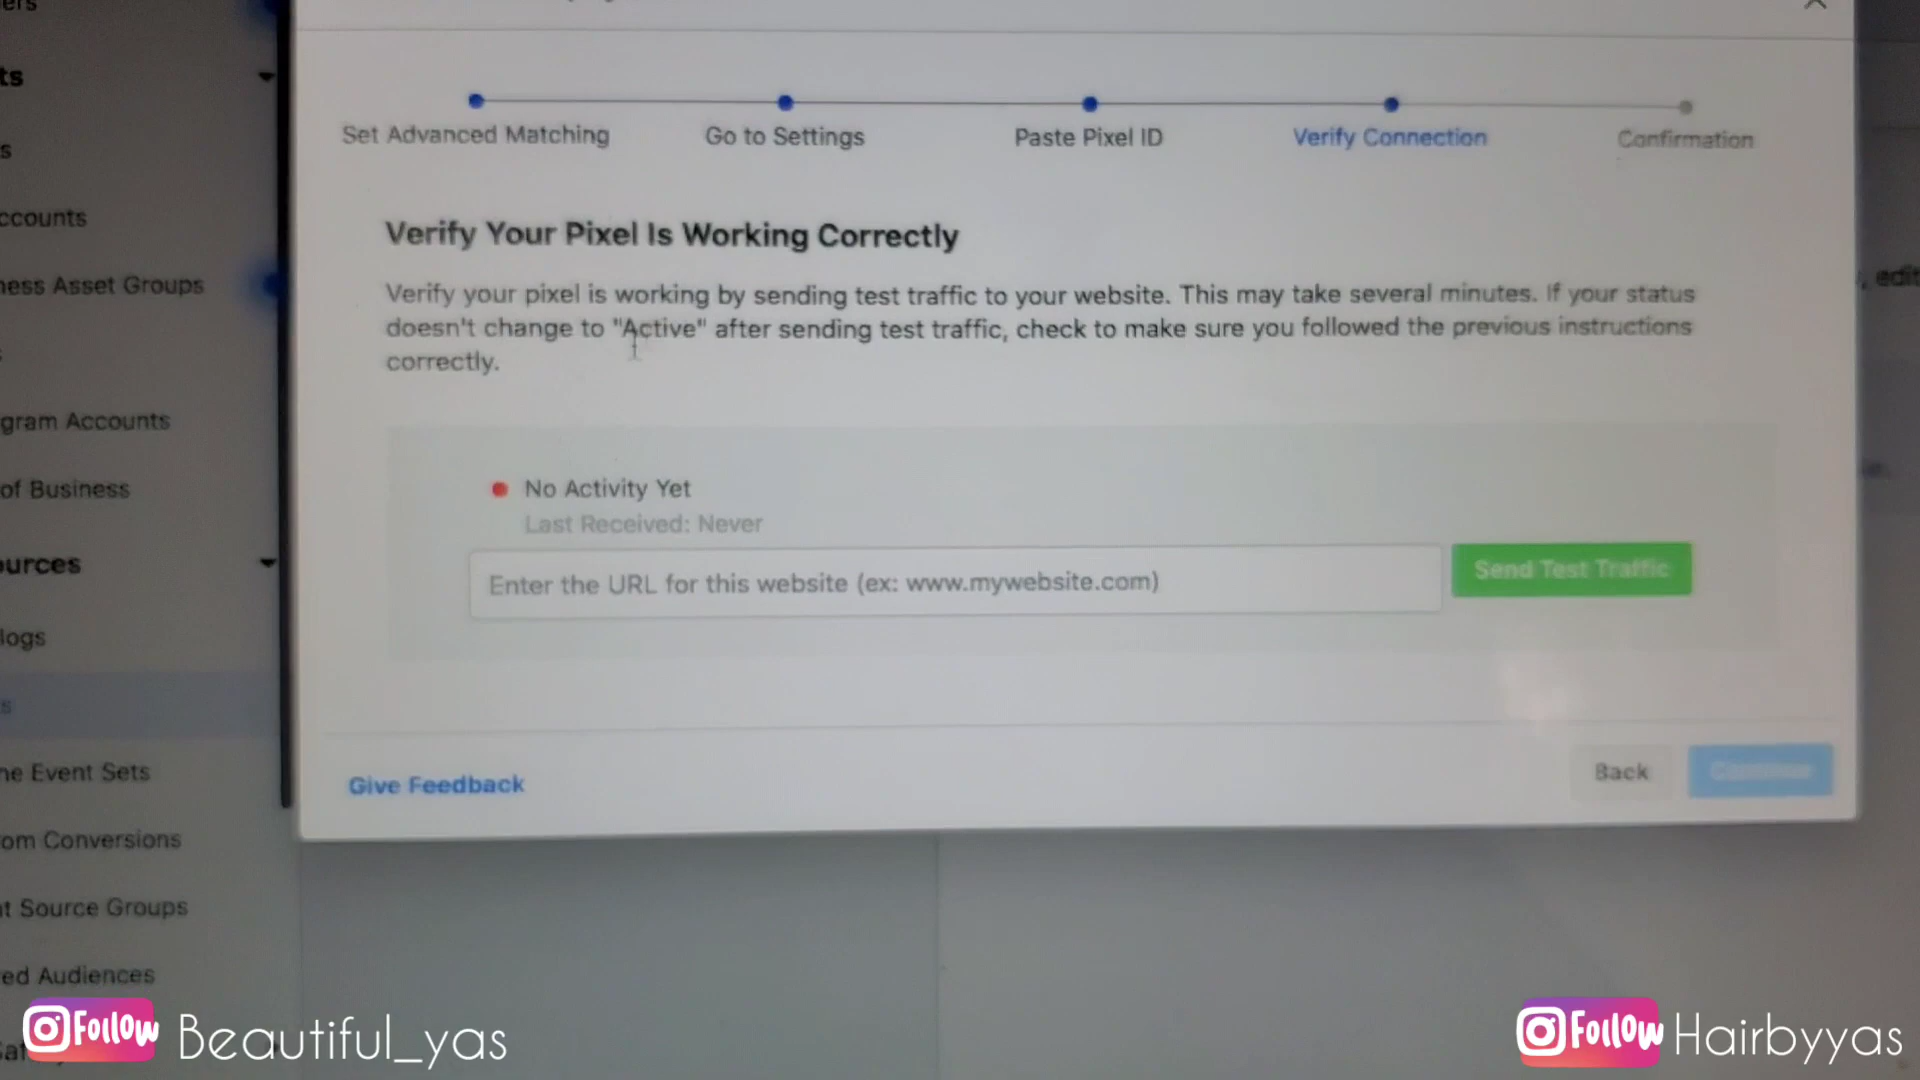 ts
s
ccounts
ness Asset Groups
gram Accounts
of Business
ources
logs
s
ne Event Sets
om Conversions
t Source Groups
ed Audiences
Set Advanced Matching
Go to Settings
Paste Pixel ID
Verify Connection
Confirmation
Verify Your Pixel Is Working Correctly
Verify your pixel is working by sending test traffic to your website. This may take several minutes. If your status
doesn't change to "Active" after sending test traffic, check to make sure you followed the previous instructions
correctly.
No Activity Yet
Last Received: Never
Enter the URL for this website (ex: www.mywebsite.com)
Send Test Traffic
Give Feedback
Back
Continue
, edit
Follow Beautiful_yas
Follow Hairbyyas